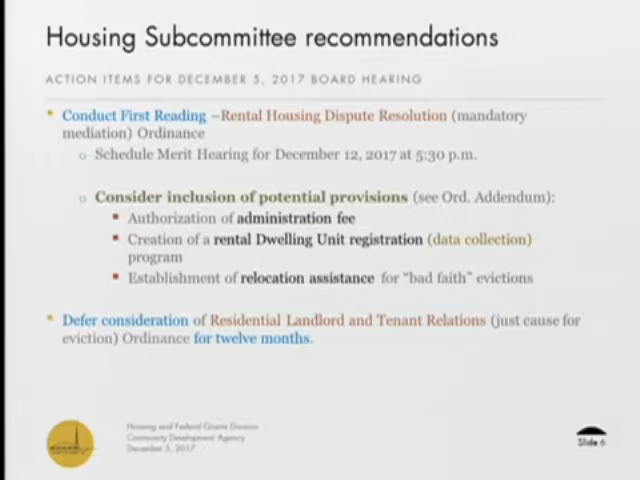 Housing Subcommittee recommendations
ACTION ITEMS FOR DECEMBER 5, 2017 BOARD HEARING
Conduct First Reading –Rental Housing Dispute Resolution (mandatory
mediation) Ordinance
Schedule Merit Hearing for December 12, 2017 at 5:30 p.m.
Consider inclusion of potential provisions (see Ord. Addendum):
Authorization of administration fee
Creation of a rental Dwelling Unit registration (data collection)
program
Establishment of relocation assistance for "bad faith" evictions
Defer consideration of Residential Landlord and Tenant Relations (just cause for
eviction) Ordinance for twelve months.
Housing and Federal Grants Division
Community Development Agency
December 5, 2017
Slide 6